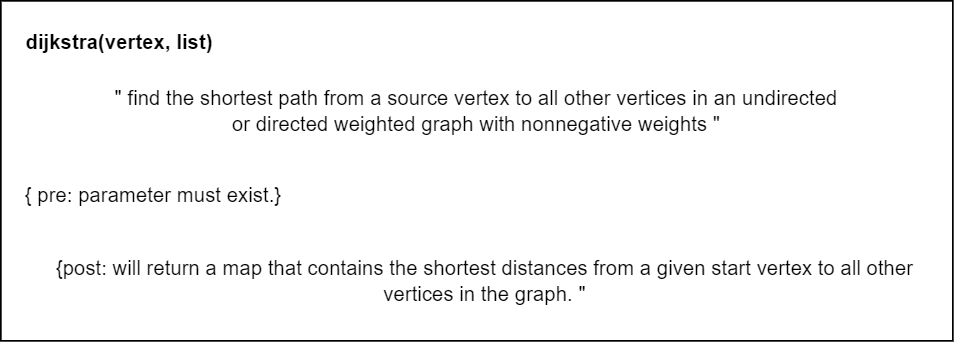 dijkstra(vertex, list)
" find the shortest path from a source vertex to all other vertices in an undirected
or directed weighted graph with nonnegative weights "
{ pre: parameter must exist.}
{post: will return a map that contains the shortest distances from a given start vertex to all other
vertices in the graph. "